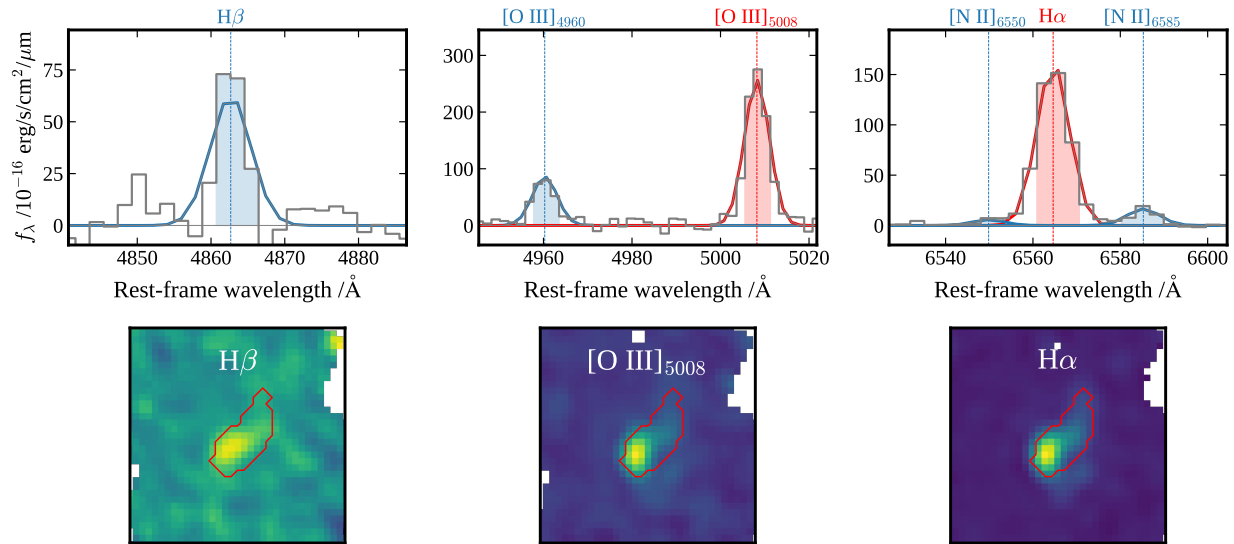 Hβ
[O III]₄₉₆₀
[O III]₅₀₀₈
[N II]₆₅₅₀
Hα
[N II]₆₅₈₅
f_λ /10⁻¹⁶ erg/s/cm²/μm
75
50
25
0
4850
4860
4870
4880
Rest-frame wavelength /Å
300
200
100
0
4960
4980
5000
5020
Rest-frame wavelength /Å
150
100
50
0
6540
6560
6580
6600
Rest-frame wavelength /Å
Hβ
[O III]₅₀₀₈
Hα